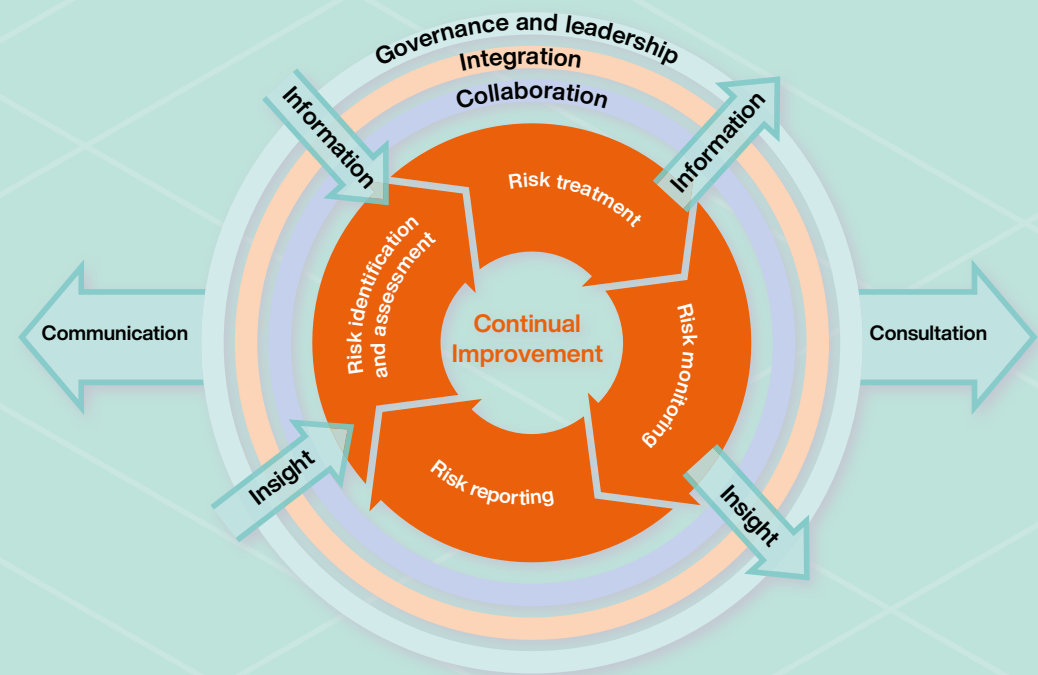 Governance and leadership
Integration
Collaboration
Information
Information
Risk treatment
Risk identification
and assessment
Continual
Improvement
Communication
Consultation
Risk monitoring
Insight
Risk reporting
Insight